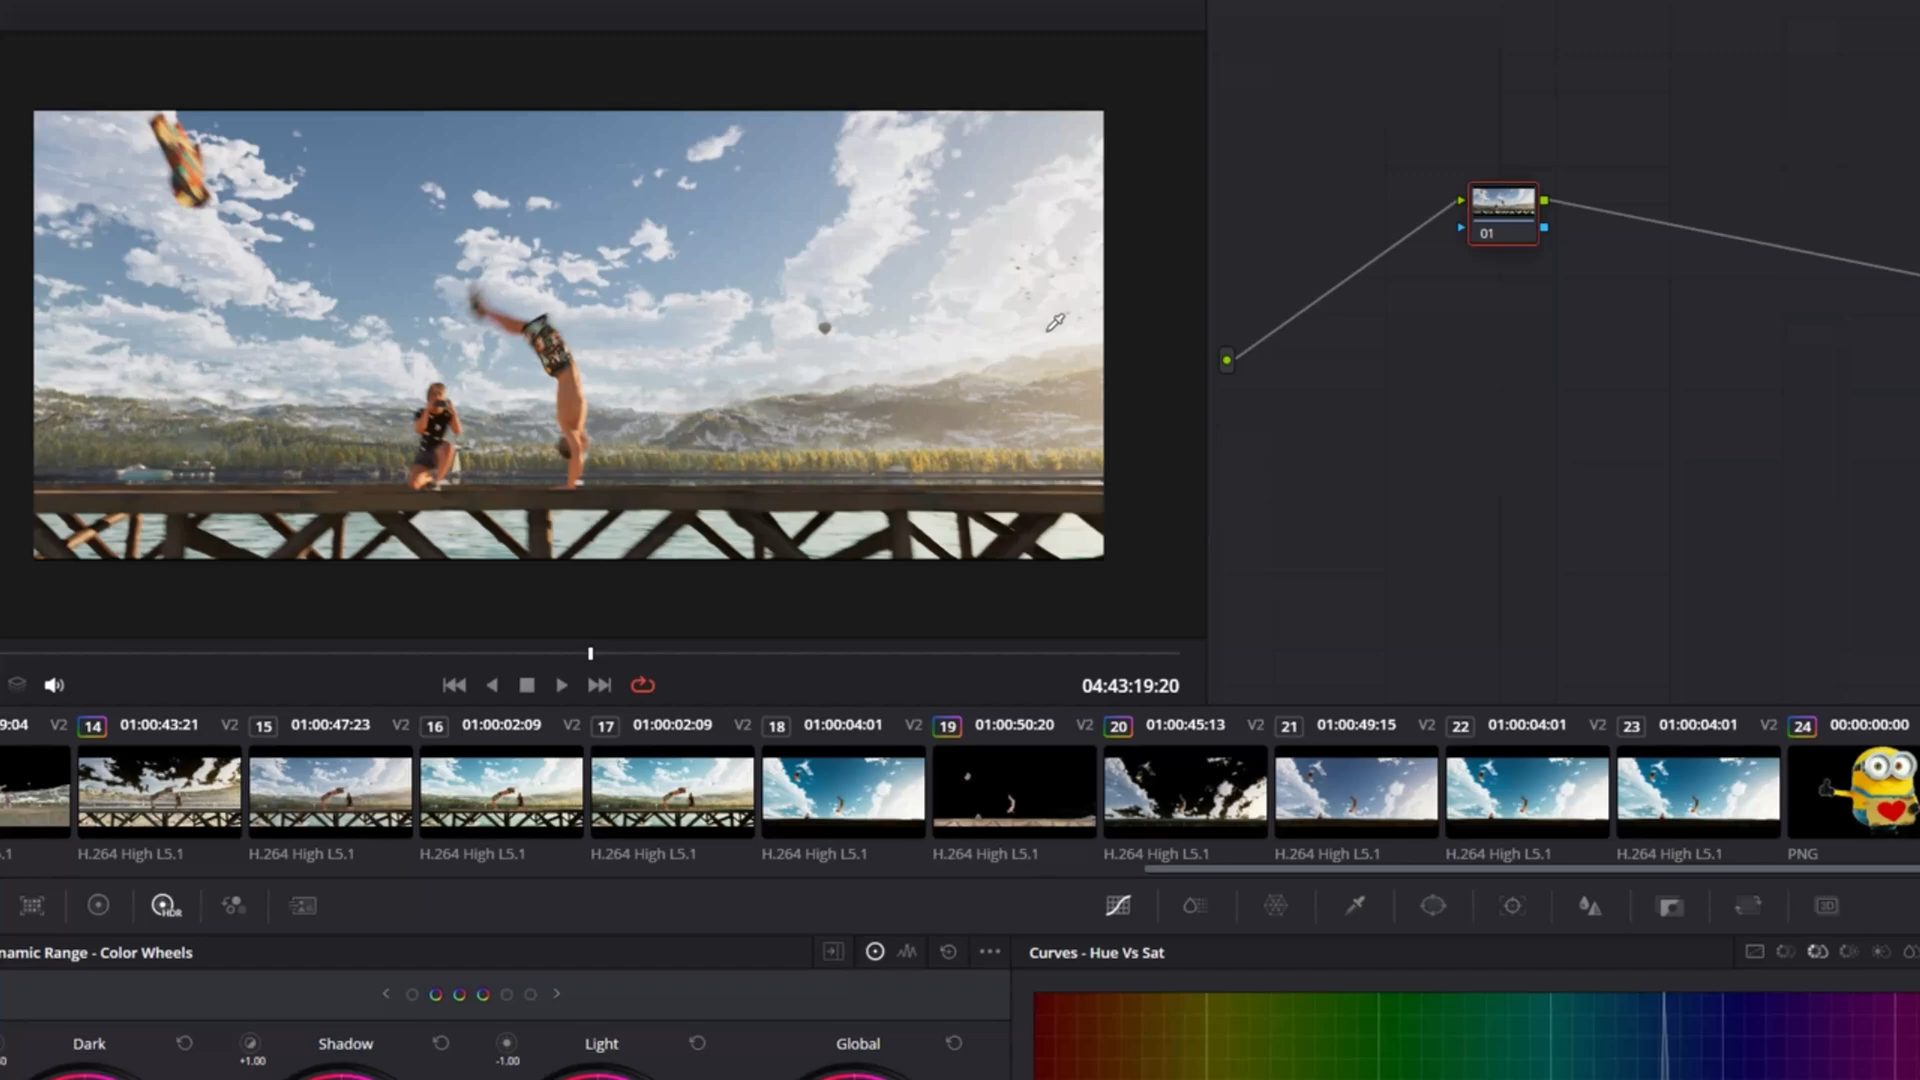 01
04:43:19:20
9:04 V2 14 01:00:43:21 V2 15 01:00:47:23 V2 16 01:00:02:09 V2 17 01:00:02:09 V2 18 01:00:04:01 V2 19 01:00:50:20 V2 20 01:00:45:13 V2 21 01:00:49:15 V2 22 01:00:04:01 V2 23 01:00:04:01 V2 24 00:00:00:00
.1 H.264 High L5.1 H.264 High L5.1 H.264 High L5.1 H.264 High L5.1 H.264 High L5.1 H.264 High L5.1 H.264 High L5.1 H.264 High L5.1 H.264 High L5.1 H.264 High L5.1 PNG
HDR 3D
namic Range - Color Wheels Curves - Hue Vs Sat
Dark Shadow Light Global
0 +1.00 -1.00